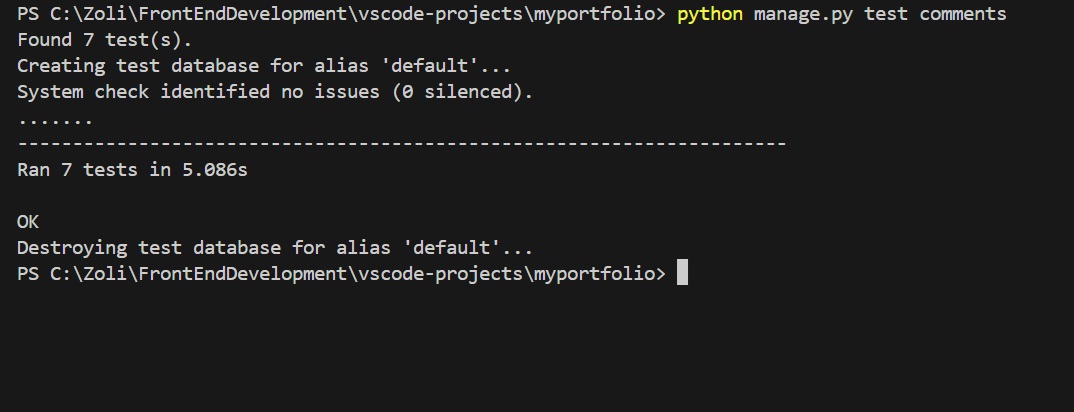 PS C:\Zoli\FrontEndDevelopment\vscode-projects\myportfolio> python manage.py test comments
Found 7 test(s).
Creating test database for alias 'default'...
System check identified no issues (0 silenced).
.......
----------------------------------------------------------------------
Ran 7 tests in 5.086s
OK
Destroying test database for alias 'default'...
PS C:\Zoli\FrontEndDevelopment\vscode-projects\myportfolio>